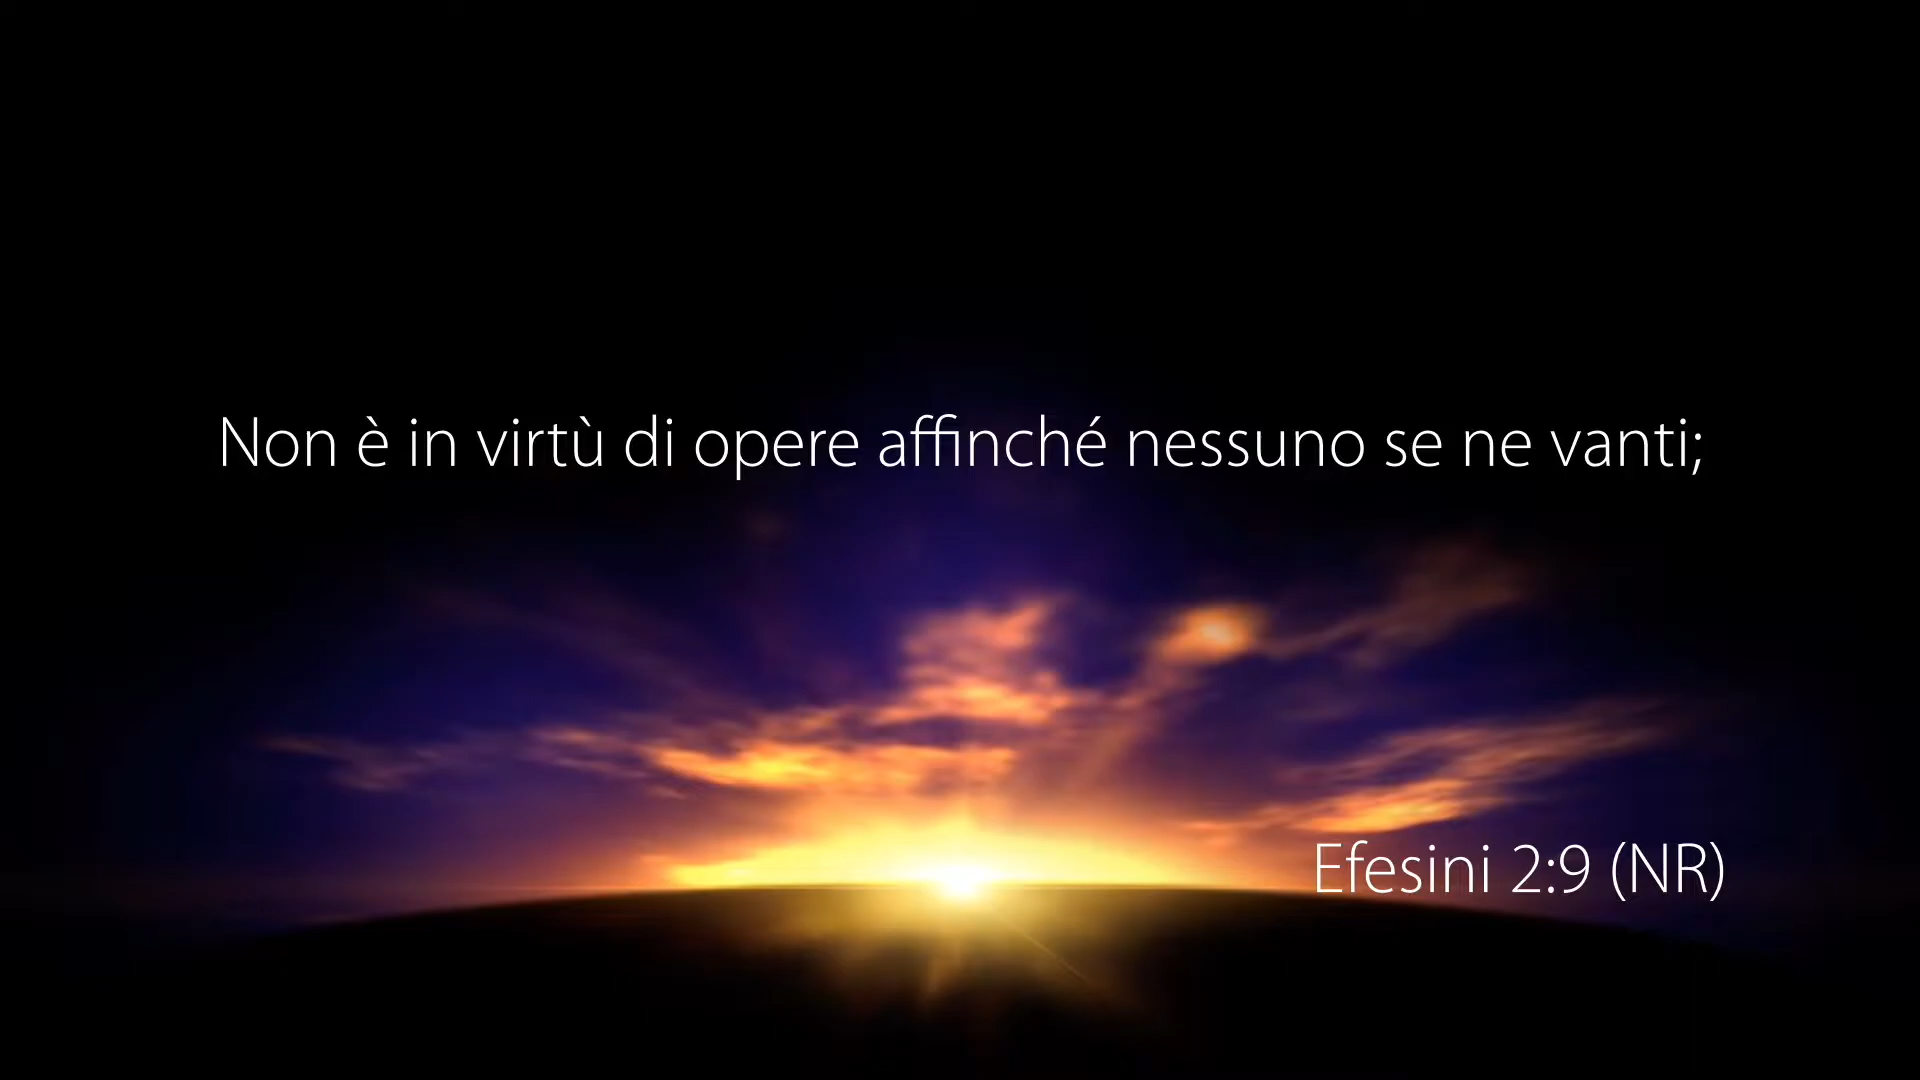 Non è in virtù di opere affinché nessuno se ne vanti;
Efesini 2:9 (NR)